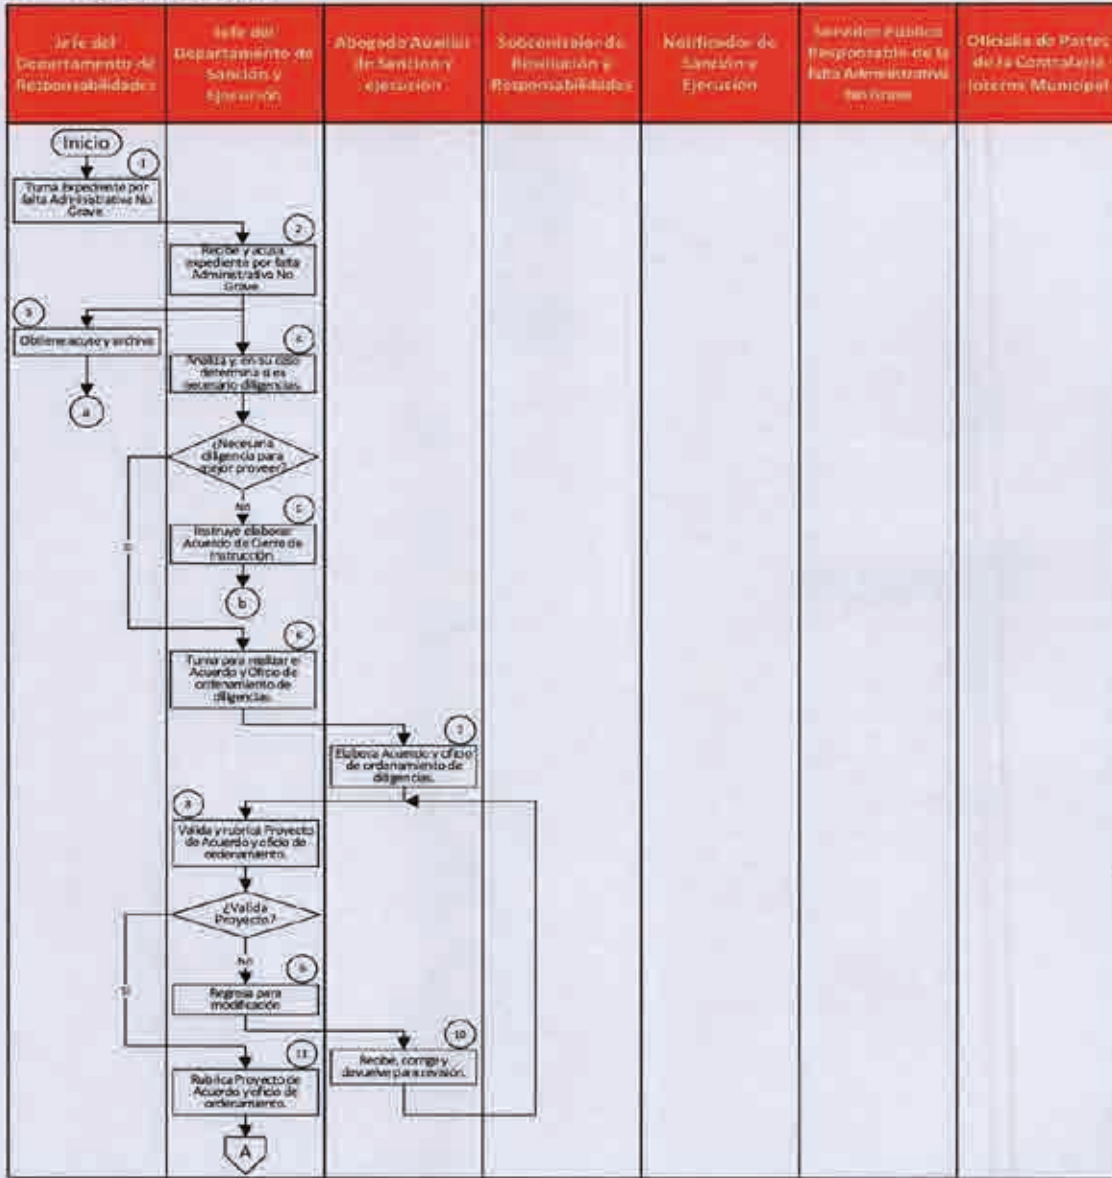 Jefe del
Departamento de
Responsabilidades
Jefe del
Departamento de
Sanción y
Ejecución
Abogado Auxiliar
de Sanción y
ejecución
Subcontralor de
Resolución y
Responsabilidades
Notificador de
Sanción y
Ejecución
Servidor Público
Responsable de la
falta Administrativa
No Grave
Oficialía de Partes
de la Contraloría
Interna Municipal
Inicio
1
Turna Expediente por
falta Administrativa No
Grave
2
Recibe y acusa
expediente por falta
Administrativa No
Grave
3
Obtiene acuse y archiva
4
Analiza y, en su caso
determina si es
necesario diligencias.
a
¿Necesaria
diligencia para
mejor proveer?
No
Si
5
Instruye elaborar
Acuerdo de Cierre de
Instrucción
b
6
Turna para realizar el
Acuerdo y Oficio de
ordenamiento de
diligencias.
7
Elabora Acuerdo y oficio
de ordenamiento de
diligencias.
8
Valida y rubrica Proyecto
de Acuerdo y oficio de
ordenamiento.
¿Valida
Proyecto?
No
Si
9
Regresa para
modificación
10
Recibe, corrige y
devuelve para revisión.
11
Rubrica Proyecto de
Acuerdo y oficio de
ordenamiento.
A